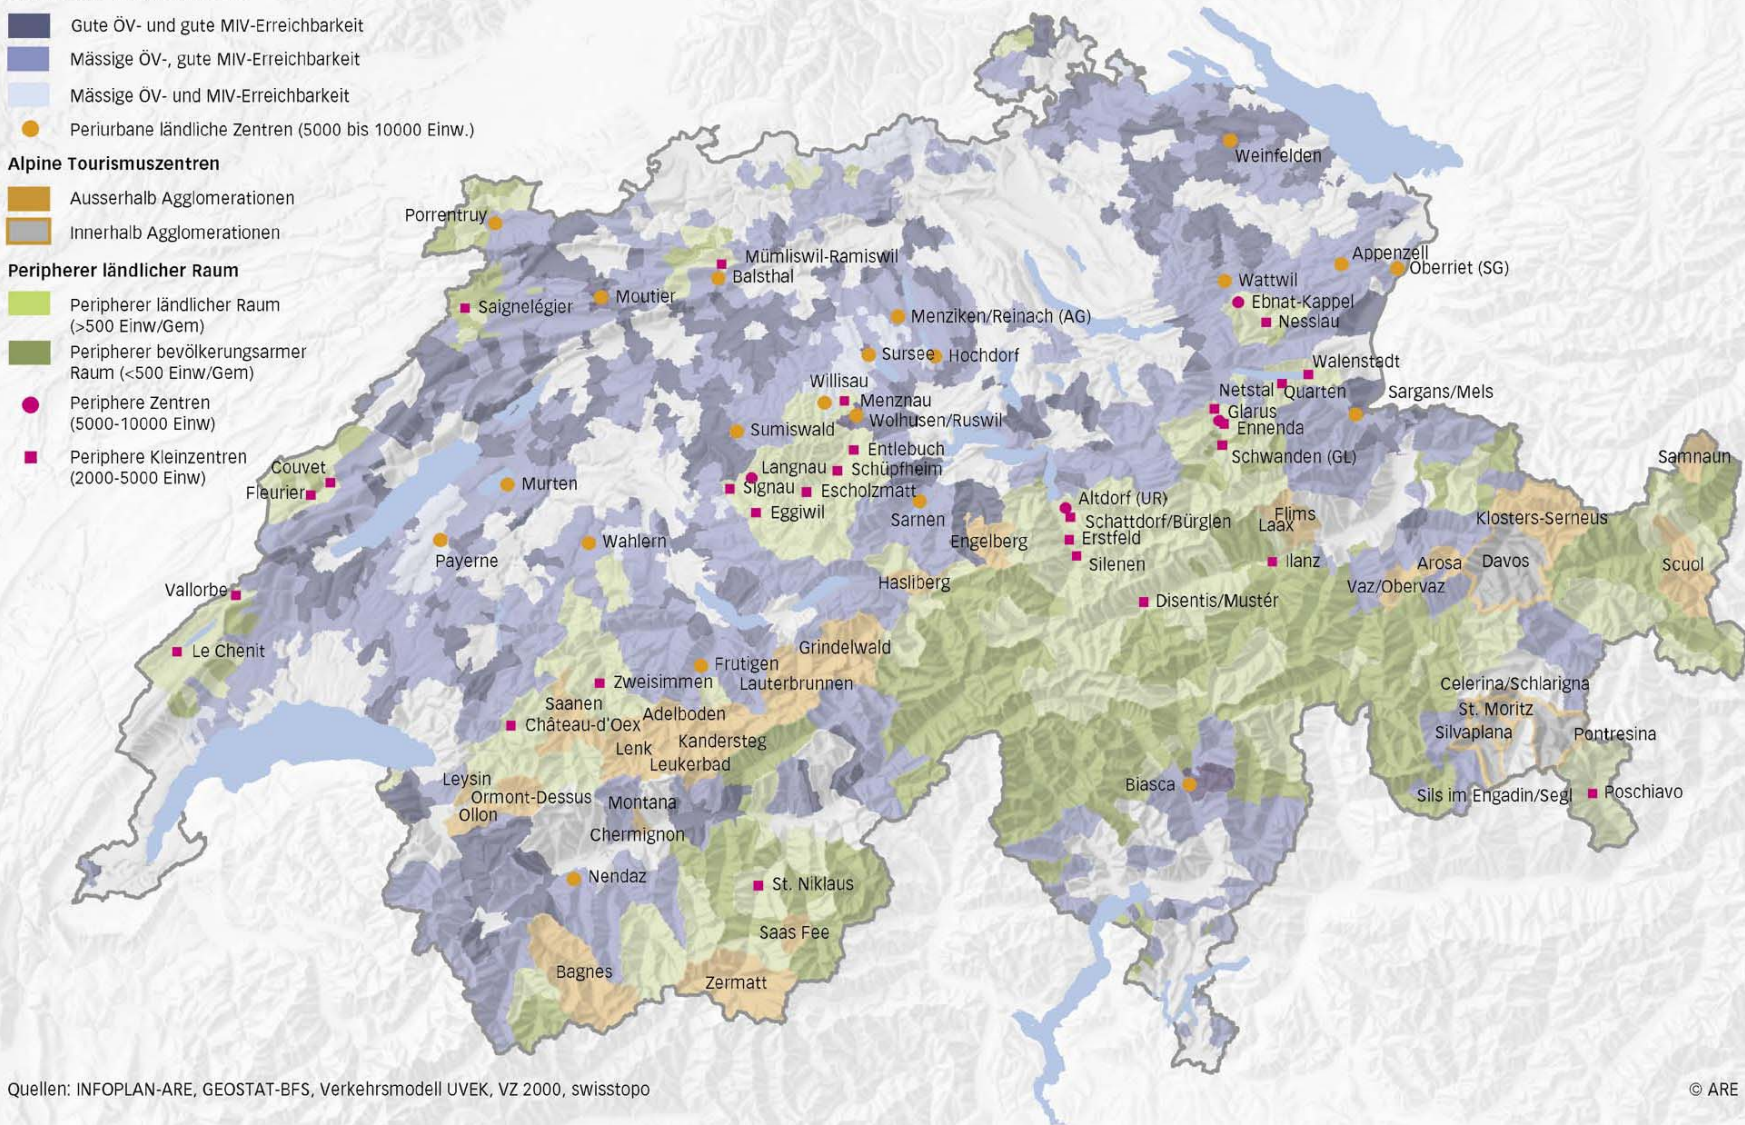 Gute ÖV- und gute MIV-Erreichbarkeit
Mässige ÖV-, gute MIV-Erreichbarkeit
Mässige ÖV- und MIV-Erreichbarkeit
Periurbane ländliche Zentren (5000 bis 10000 Einw.)
Alpine Tourismuszentren
Ausserhalb Agglomerationen
Innerhalb Agglomerationen
Peripherer ländlicher Raum
Peripherer ländlicher Raum
(>500 Einw/Gem)
Peripherer bevölkerungsarmer
Raum (<500 Einw/Gem)
Periphere Zentren
(5000-10000 Einw)
Periphere Kleinzentren
(2000-5000 Einw)
Weinfelden
Porrentruy
Mümliswil-Ramiswil
Balsthal
Appenzell
Oberriet (SG)
Wattwil
Ebnat-Kappel
Nesslau
Saignelégier
Moutier
Menziken/Reinach (AG)
Sursee
Hochdorf
Walenstadt
Willisau
Menznau
Netstal
Quarten
Sargans/Mels
Glarus
Ennenda
Wolhusen/Ruswil
Sumiswald
Schwanden (GL)
Entlebuch
Samnaun
Couvet
Fleurier
Langnau
Schüpfheim
Signau
Escholzmatt
Murten
Altdorf (UR)
Eggiwil
Sarnen
Schattdorf/Bürglen
Flims
Laax
Klosters-Serneus
Wahlern
Engelberg
Erstfeld
Payerne
Silenen
Ilanz
Arosa
Davos
Scuol
Hasliberg
Vaz/Obervaz
Vallorbe
Disentis/Mustér
Le Chenit
Grindelwald
Frutigen
Zweisimmen
Lauterbrunnen
Celerina/Schlarigna
Saanen
Adelboden
St. Moritz
Château-d'Oex
Silvaplana
Pontresina
Lenk
Kandersteg
Leukerbad
Leysin
Biasca
Ormont-Dessus
Montana
Sils im Engadin/Segl
Poschiavo
Ollon
Chermignon
Nendaz
St. Niklaus
Saas Fee
Bagnes
Zermatt
Quellen: INFOPLAN-ARE, GEOSTAT-BFS, Verkehrsmodell UVEK, VZ 2000, swisstopo
© ARE